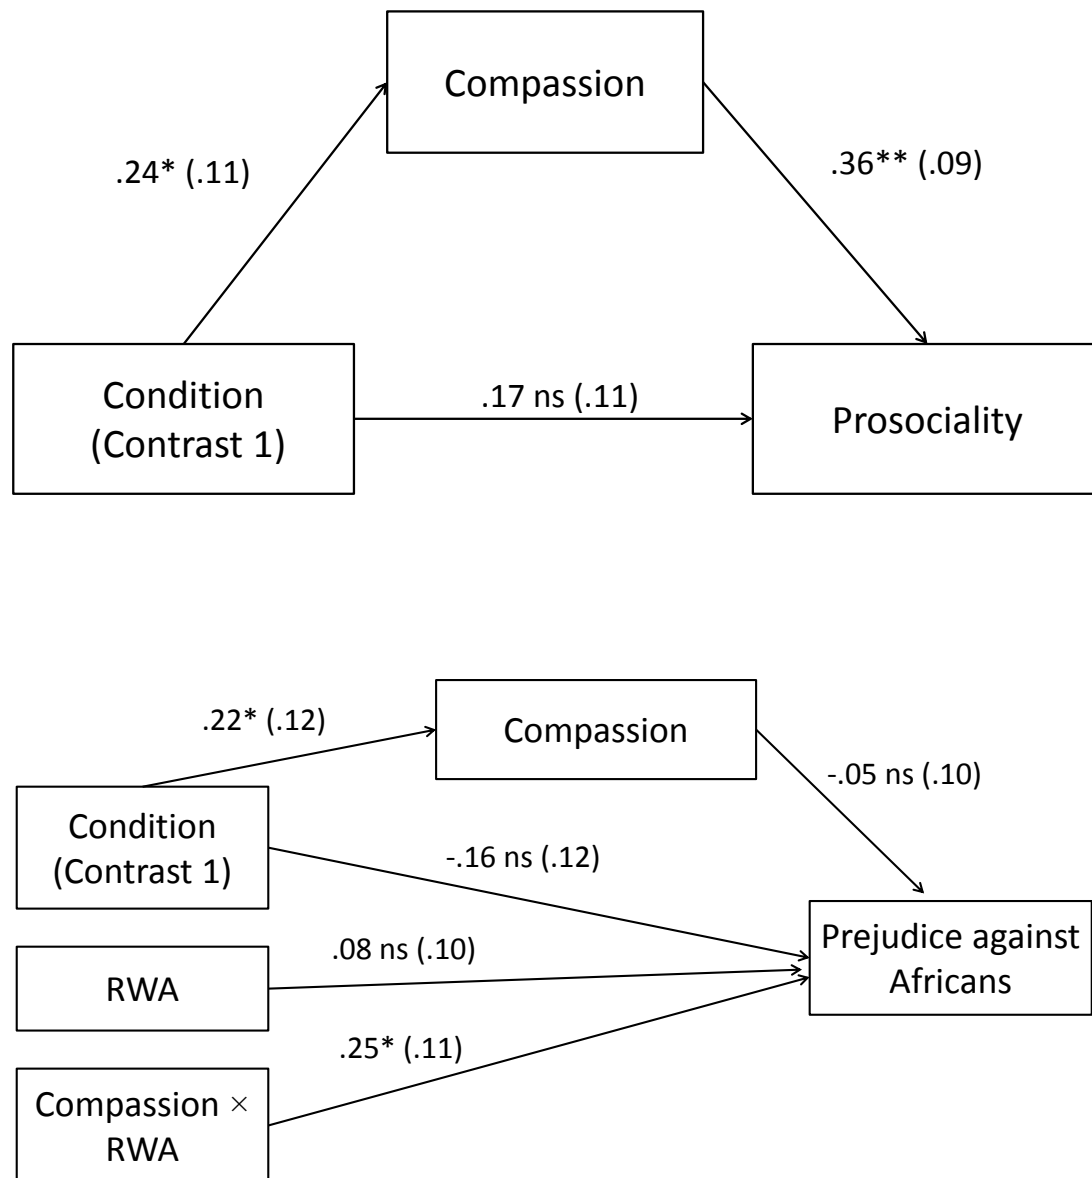 Compassion
.24* (.11)
.36** (.09)
Condition
(Contrast 1)
.17 ns (.11)
Prosociality
.22* (.12)
Compassion
-.05 ns (.10)
Condition
(Contrast 1)
-.16 ns (.12)
.08 ns (.10)
RWA
Prejudice against
Africans
.25* (.11)
Compassion ×
RWA